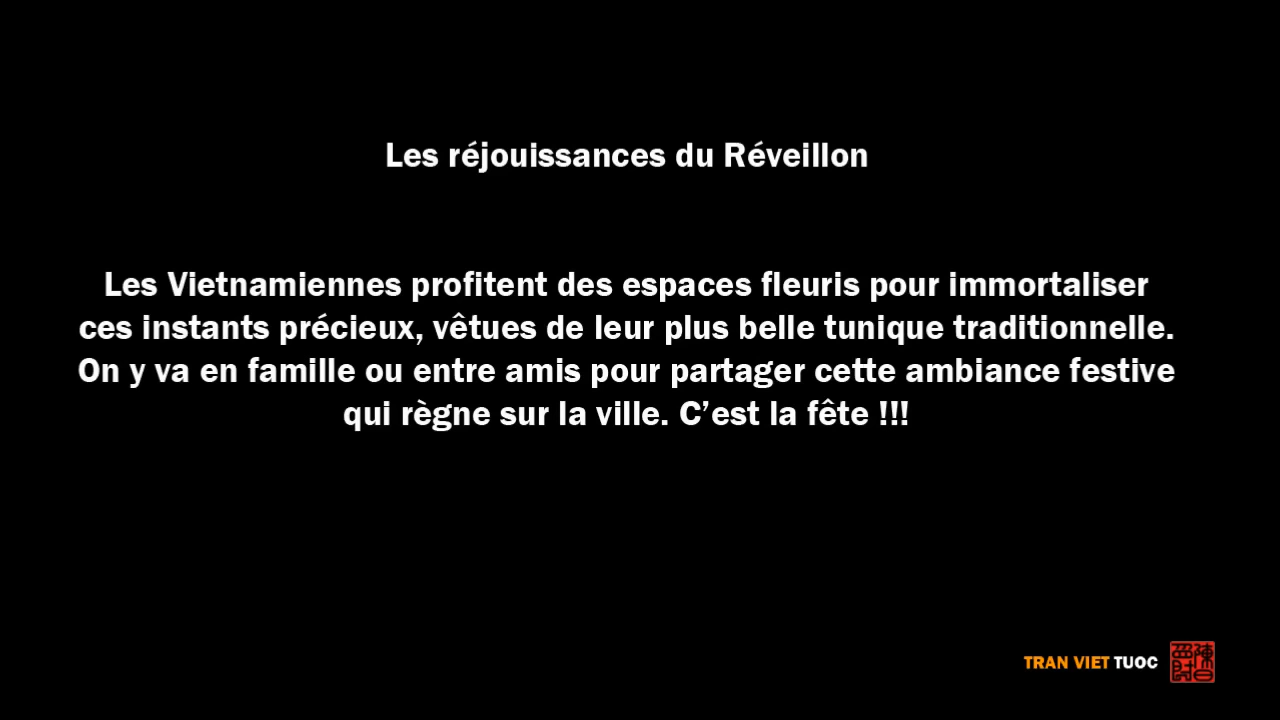 Les réjouissances du Réveillon
Les Vietnamiennes profitent des espaces fleuris pour immortaliser
ces instants précieux, vêtues de leur plus belle tunique traditionnelle.
On y va en famille ou entre amis pour partager cette ambiance festive
qui règne sur la ville. C’est la fête !!!
TRAN VIET TUOC